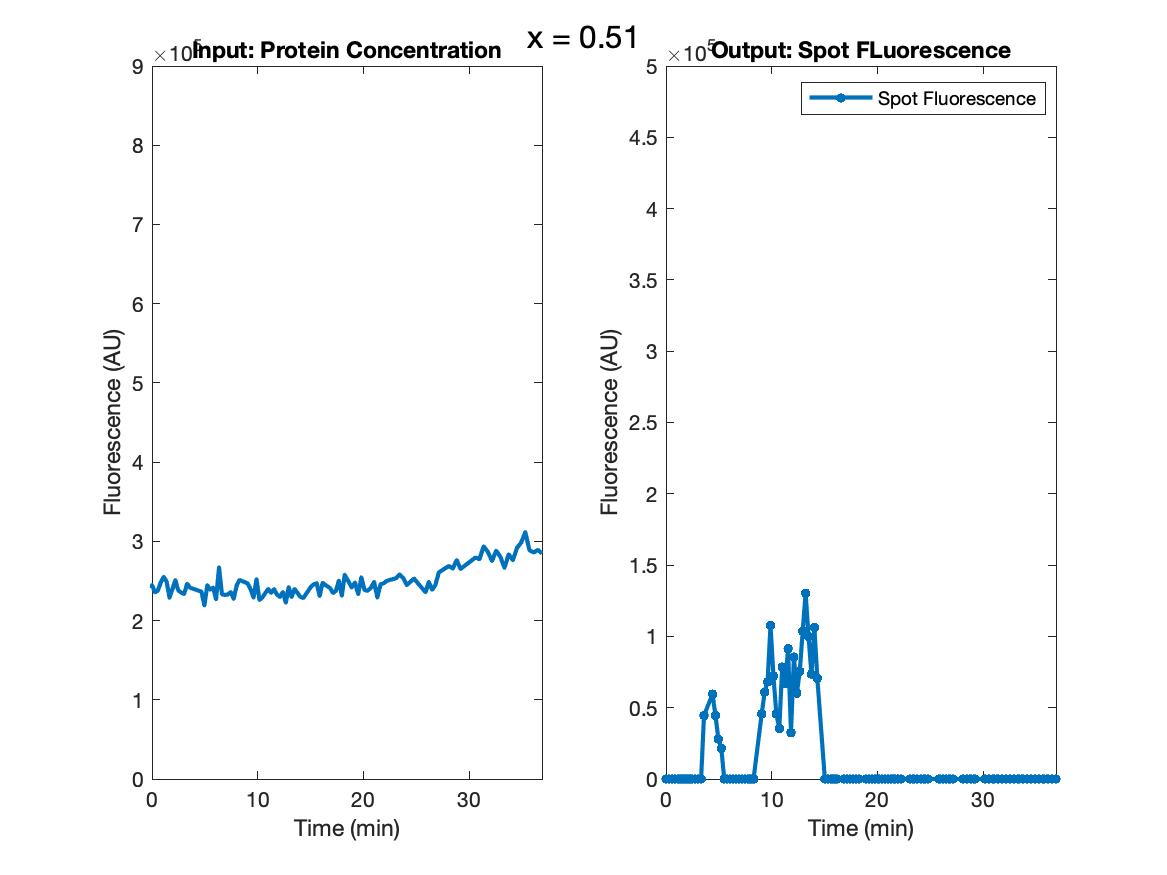 x = 0.51
×10⁵
Input: Protein Concentration
9
8
7
6
5
4
3
2
1
0
Fluorescence (AU)
0 10 20 30
Time (min)
×10⁵
Output: Spot FLuorescence
Spot Fluorescence
5
4.5
4
3.5
3
2.5
2
1.5
1
0.5
0
Fluorescence (AU)
0 10 20 30
Time (min)